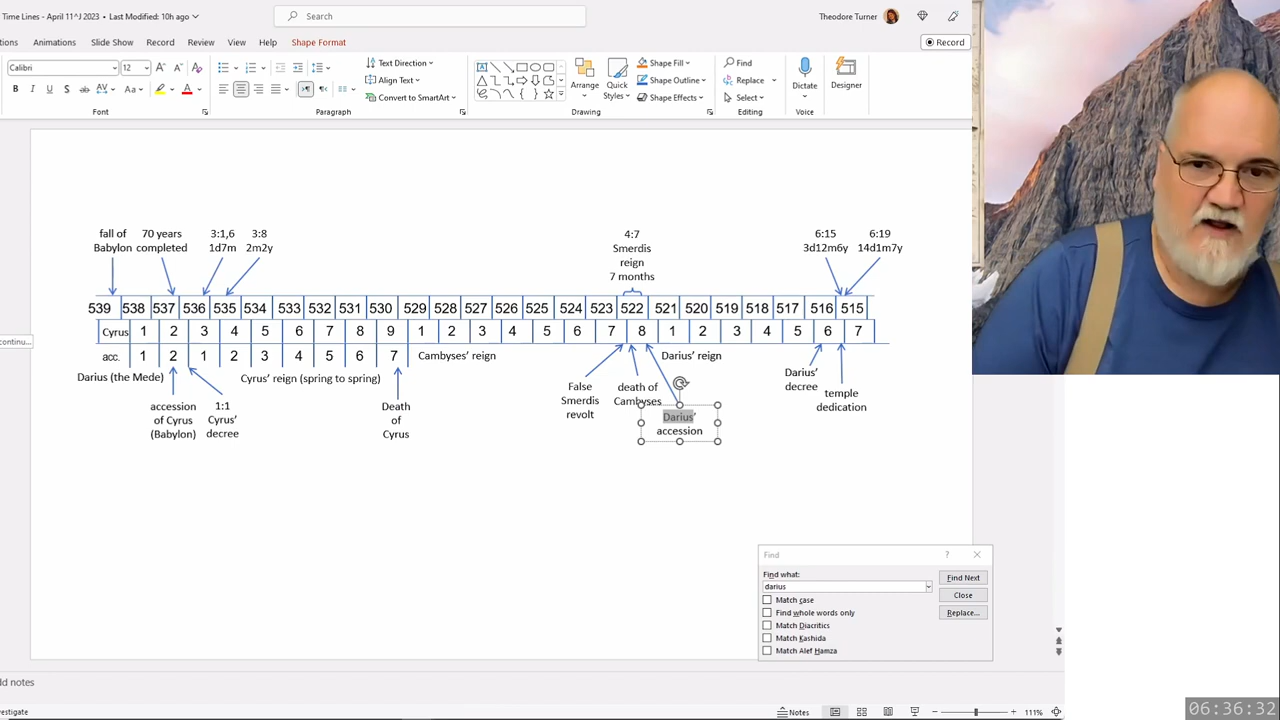 Time Lines - April 11^J 2023 • Last Modified: 10h ago
Search
Theodore Turner
Animations
Slide Show
Record
Review
View
Help
Shape Format
Record
Calibri
12
Text Direction
Align Text
Convert to SmartArt
Arrange
Quick
Styles
Shape Fill
Shape Outline
Shape Effects
Find
Replace
Select
Dictate
Designer
Font
Paragraph
Drawing
Editing
Voice
fall of
Babylon
70 years
completed
3:1,6
1d7m
3:8
2m2y
4:7
Smerdis
reign
7 months
6:15
3d12m6y
6:19
14d1m7y
539 538 537 536 535 534 533 532 531 530 529 528 527 526 525 524 523 522 521 520 519 518 517 516 515
Cyrus 1 2 3 4 5 6 7 8 9 1 2 3 4 5 6 7 8 1 2 3 4 5 6 7
acc. 1 2 1 2 3 4 5 6 7 Cambyses’ reign Darius’ reign
Darius (the Mede)
Cyrus’ reign (spring to spring)
accession
of Cyrus
(Babylon)
1:1
Cyrus’
decree
Death
of
Cyrus
False
Smerdis
revolt
death of
Cambyses
Darius’
accession
Darius’
decree
temple
dedication
Find
?
Find what:
darius
Match case
Find whole words only
Match Diacritics
Match Kashida
Match Alef Hamza
Find Next
Close
Replace...
Notes
111%
06:36:32